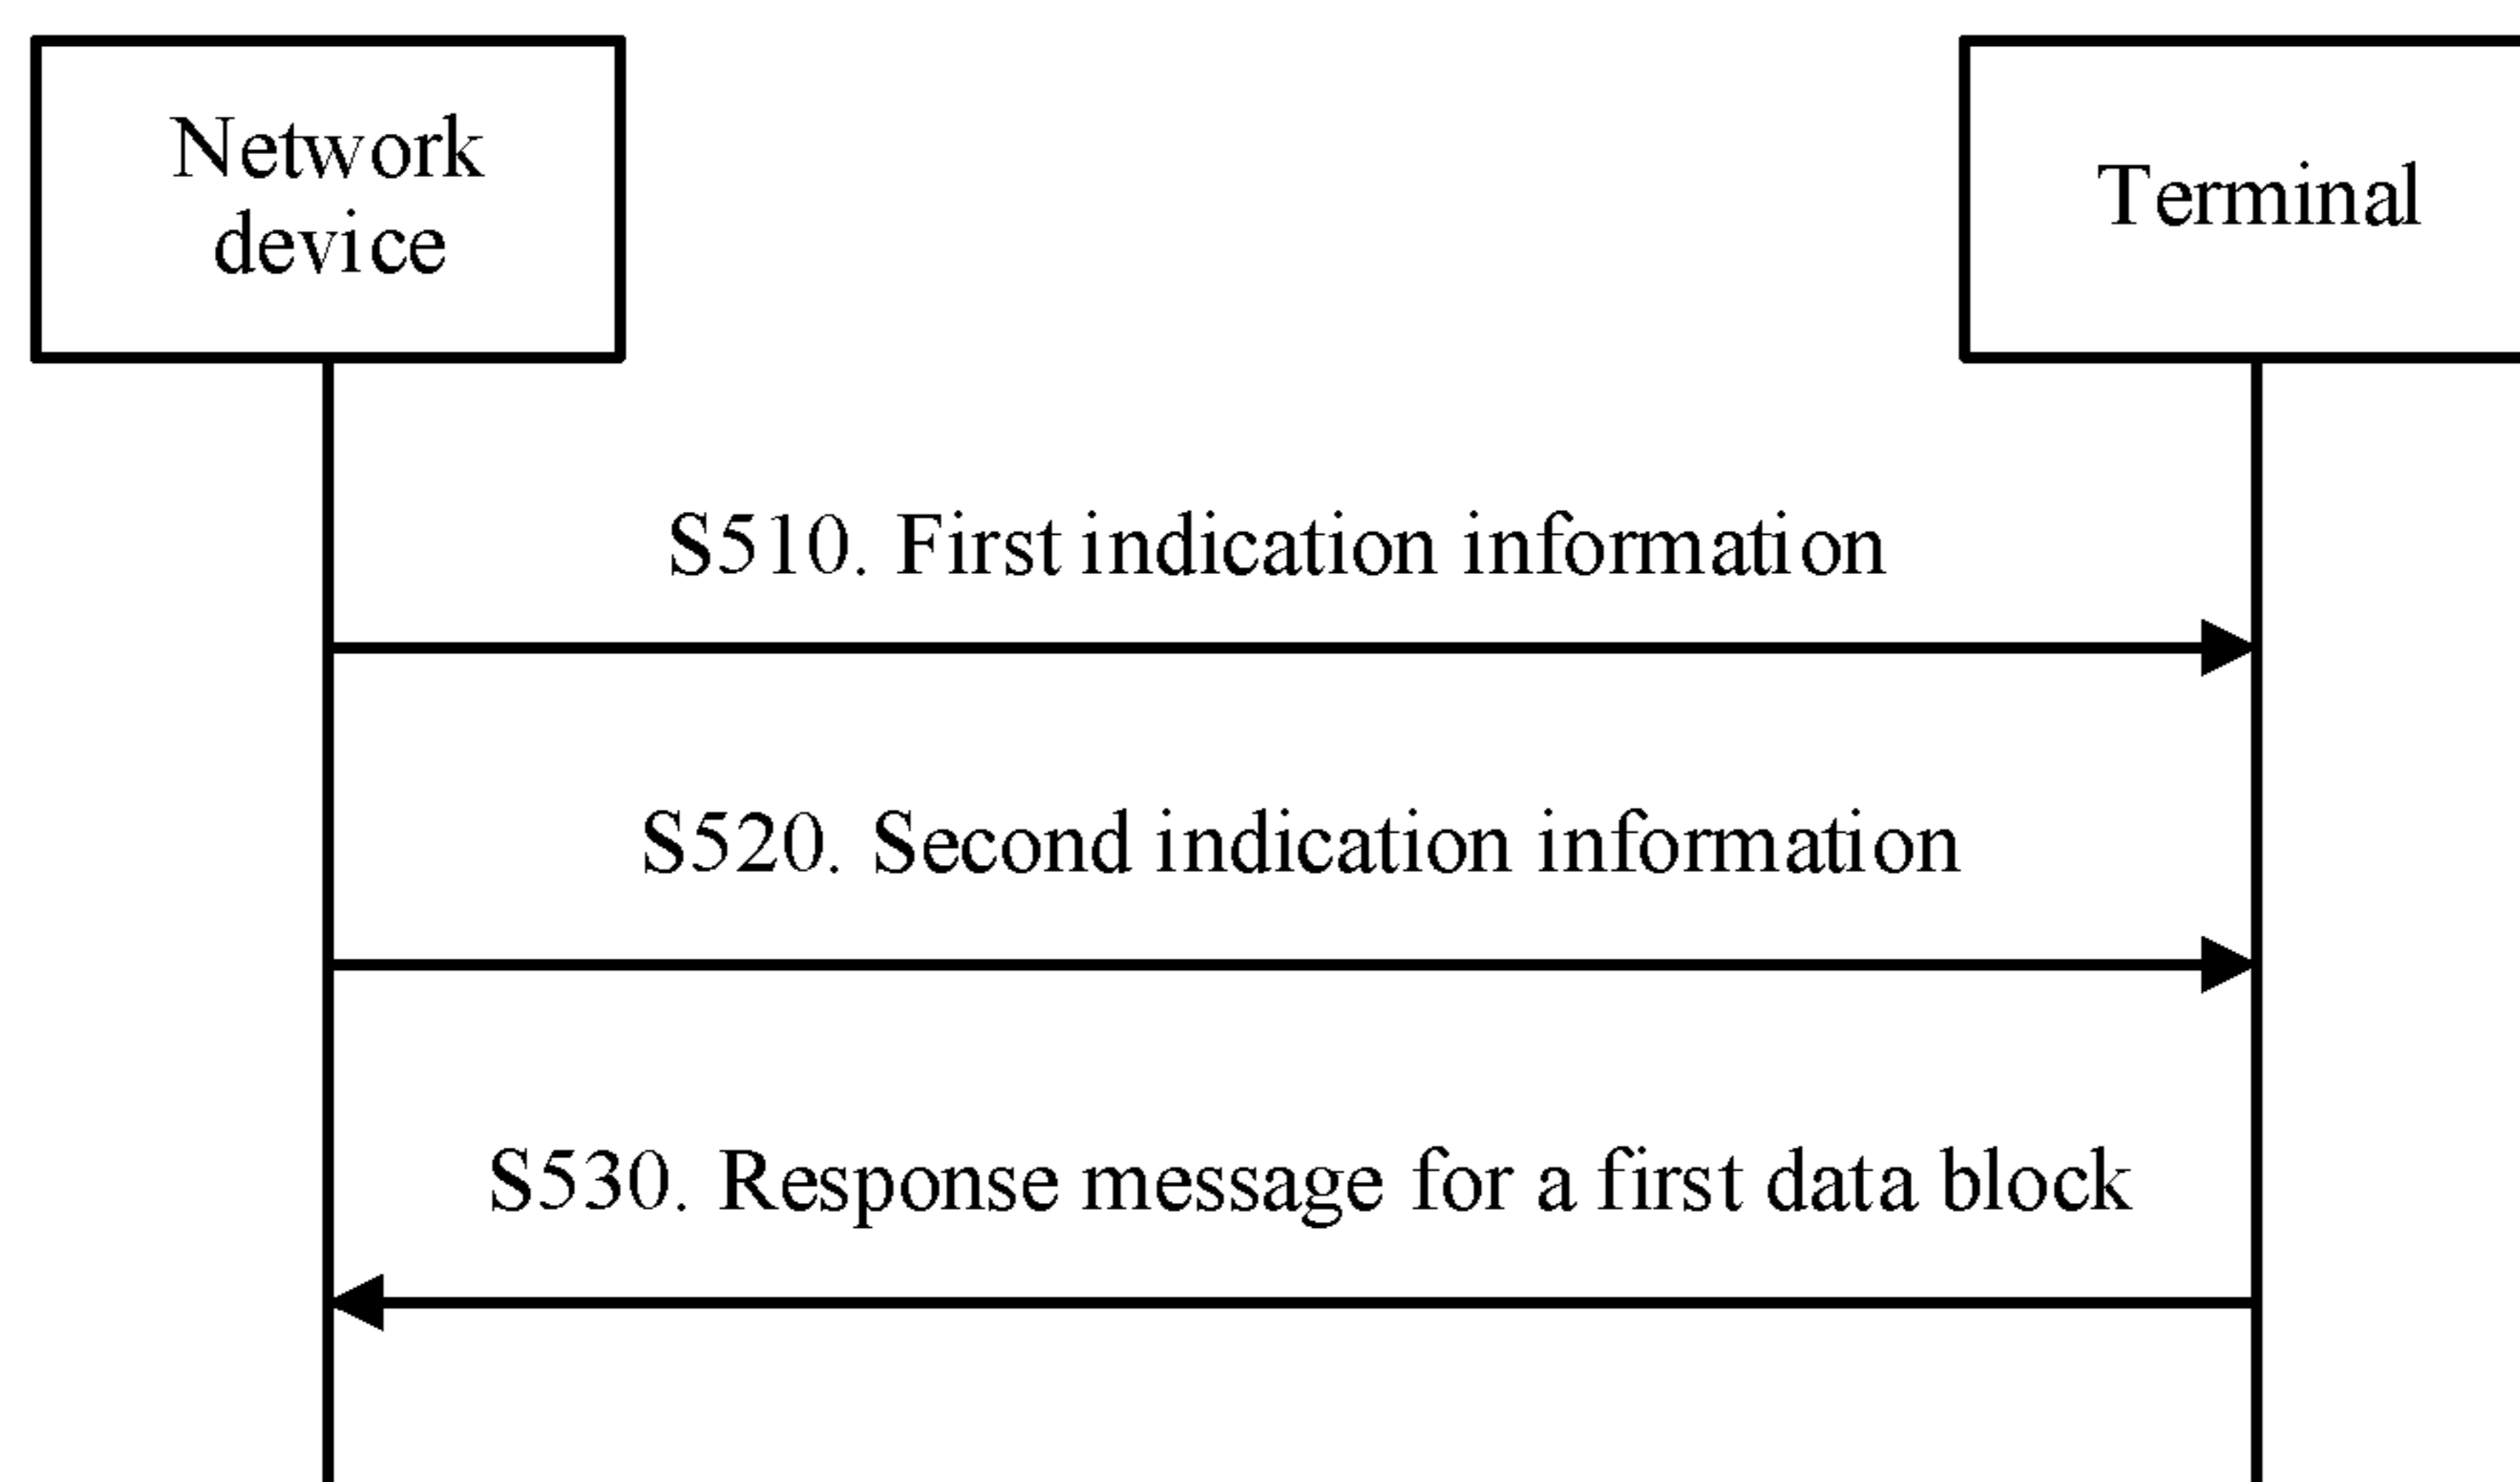 Network
device
Terminal
S510. First indication information
S520. Second indication information
S530. Response message for a first data block